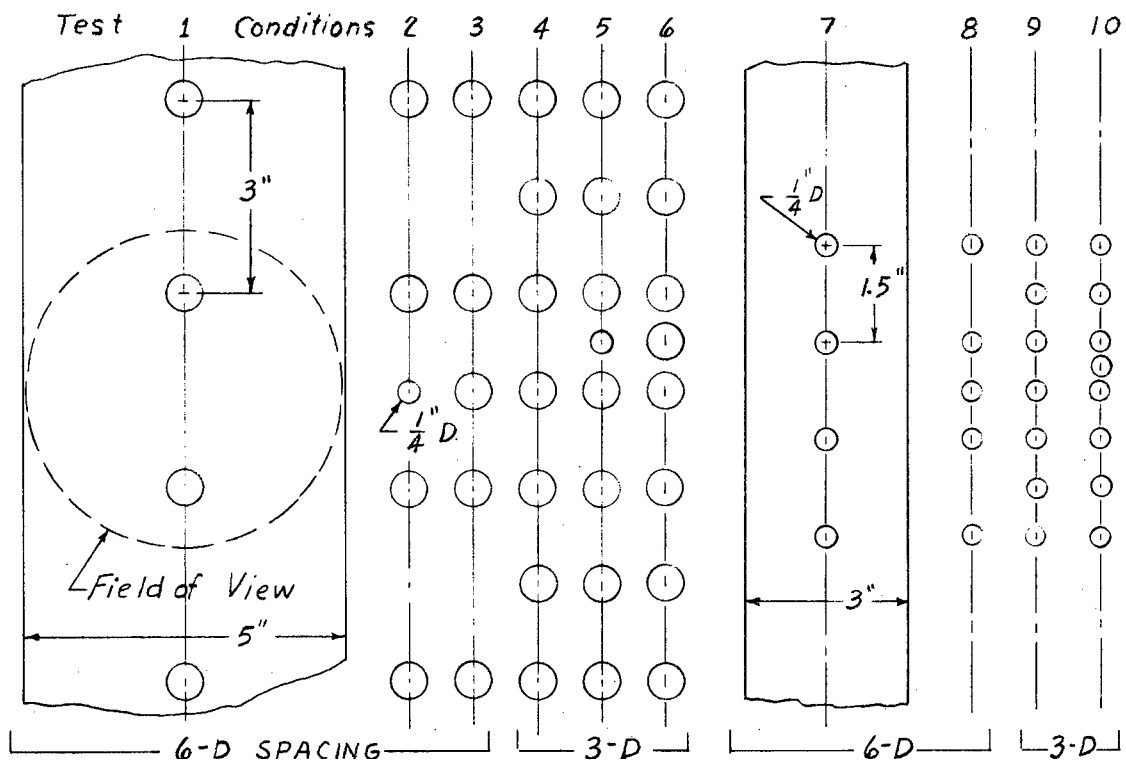 Test 1 Conditions 2 3 4 5 6 7 8 9 10
3"
1/4" D
1.5"
1/4" D.
Field of View
5"
3"
6-D SPACING 3-D 6-D 3-D